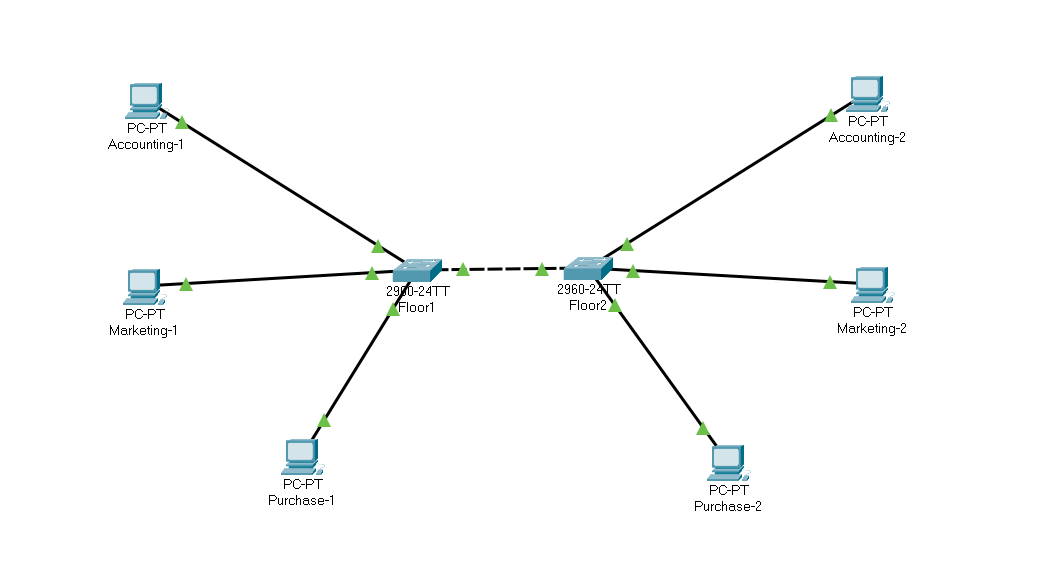 PC-PT
Accounting-1
PC-PT
Accounting-2
PC-PT
Marketing-1
2960-24TT
Floor1
2960-24TT
Floor2
PC-PT
Marketing-2
PC-PT
Purchase-1
PC-PT
Purchase-2